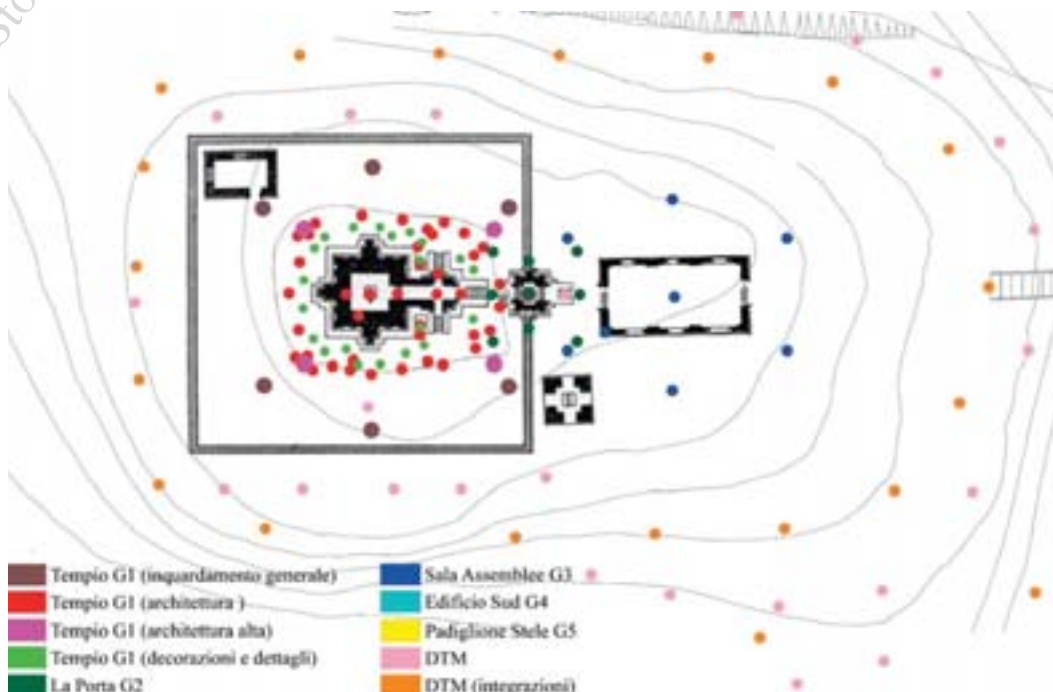 Tempio G1 (inquardamento generale)
Tempio G1 (architettura )
Tempio G1 (architettura alta)
Tempio G1 (decorazioni e dettagli)
La Porta G2
Sala Assemblee G3
Edificio Sud G4
Padiglione Stele G5
DTM
DTM (integrazioni)